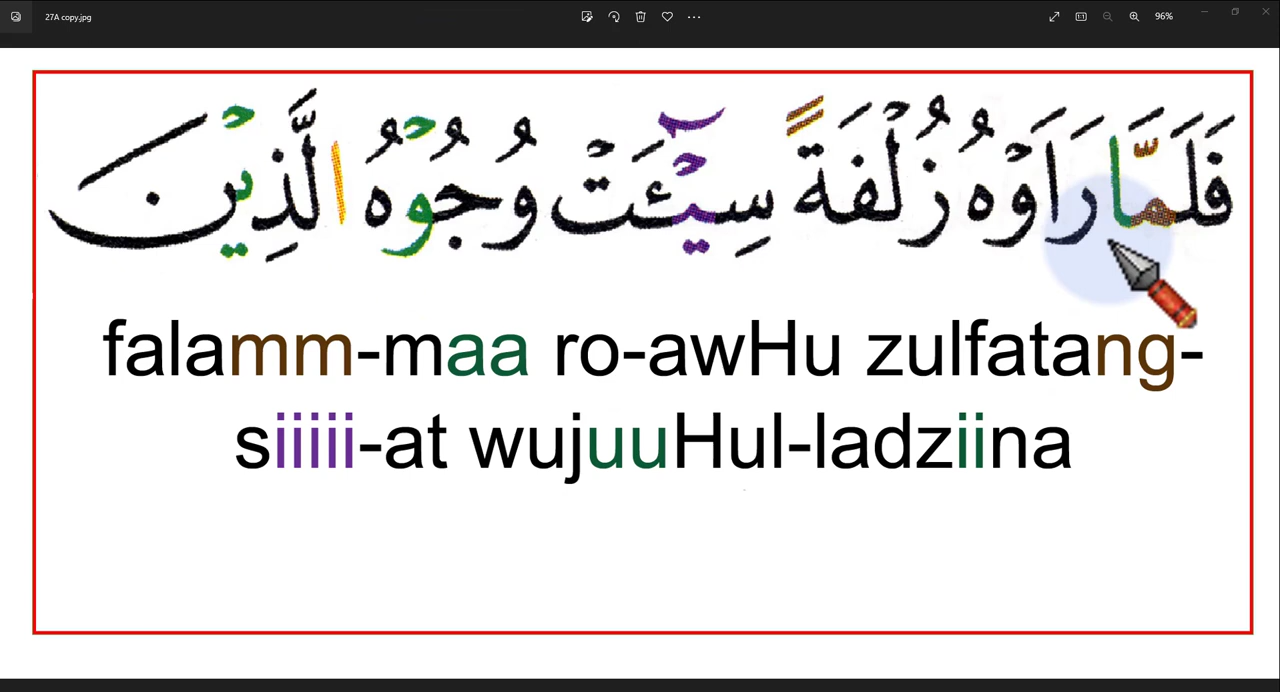 27A copy.jpg
96%
فَلَمَّا رَاَوْهُ زُلْفَةً سِيْٓـَٔتْ وُجُوْهُ الَّذِيْنَ
falamm-maa ro-awHu zulfatang-
siiiii-at wujuuHul-ladziina